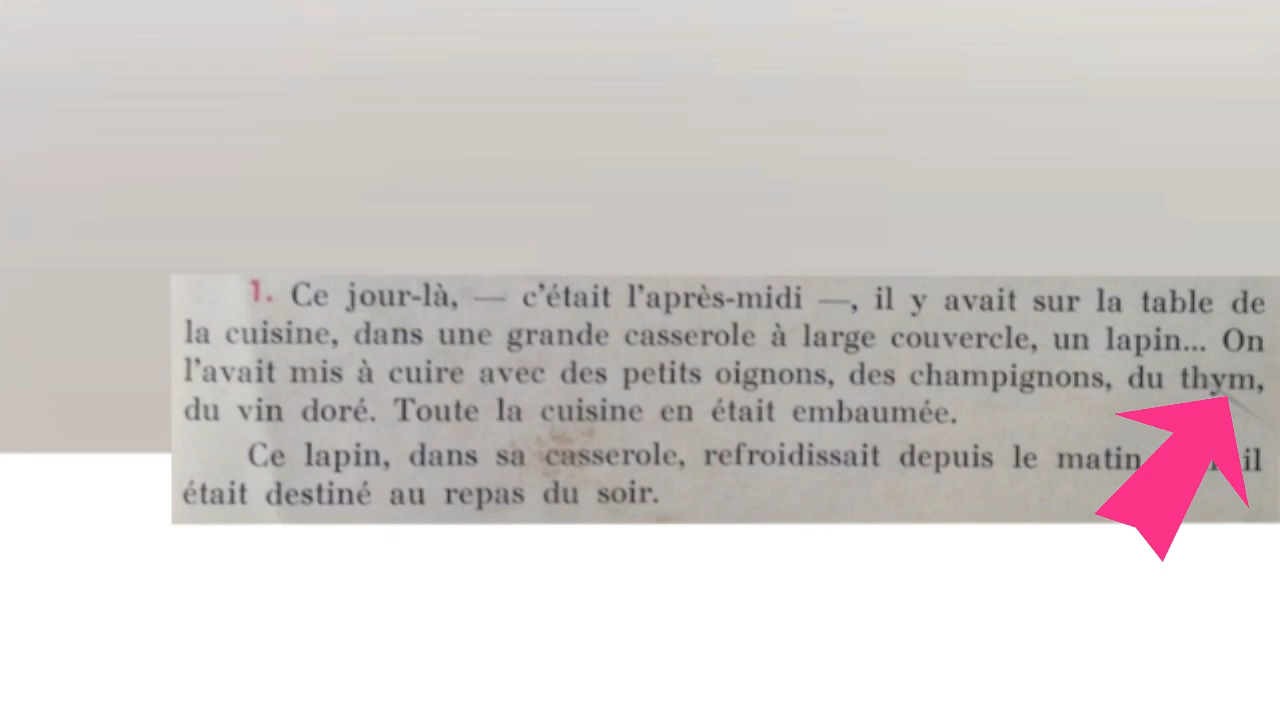 1. Ce jour-là, — c'était l'après-midi —, il y avait sur la table de
la cuisine, dans une grande casserole à large couvercle, un lapin... On
l'avait mis à cuire avec des petits oignons, des champignons, du thym,
du vin doré. Toute la cuisine en était embaumée.
Ce lapin, dans sa casserole, refroidissait depuis le matin il
était destiné au repas du soir.